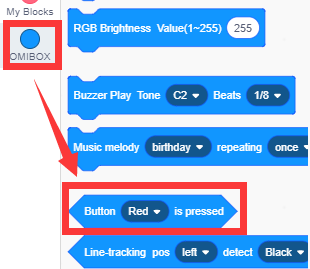 My Blocks
OMIBOX
RGB Brightness Value(1~255) 255
Buzzer Play Tone C2 Beats 1/8
Music melody birthday repeating once
Button Red is pressed
Line-tracking pos left detect Black